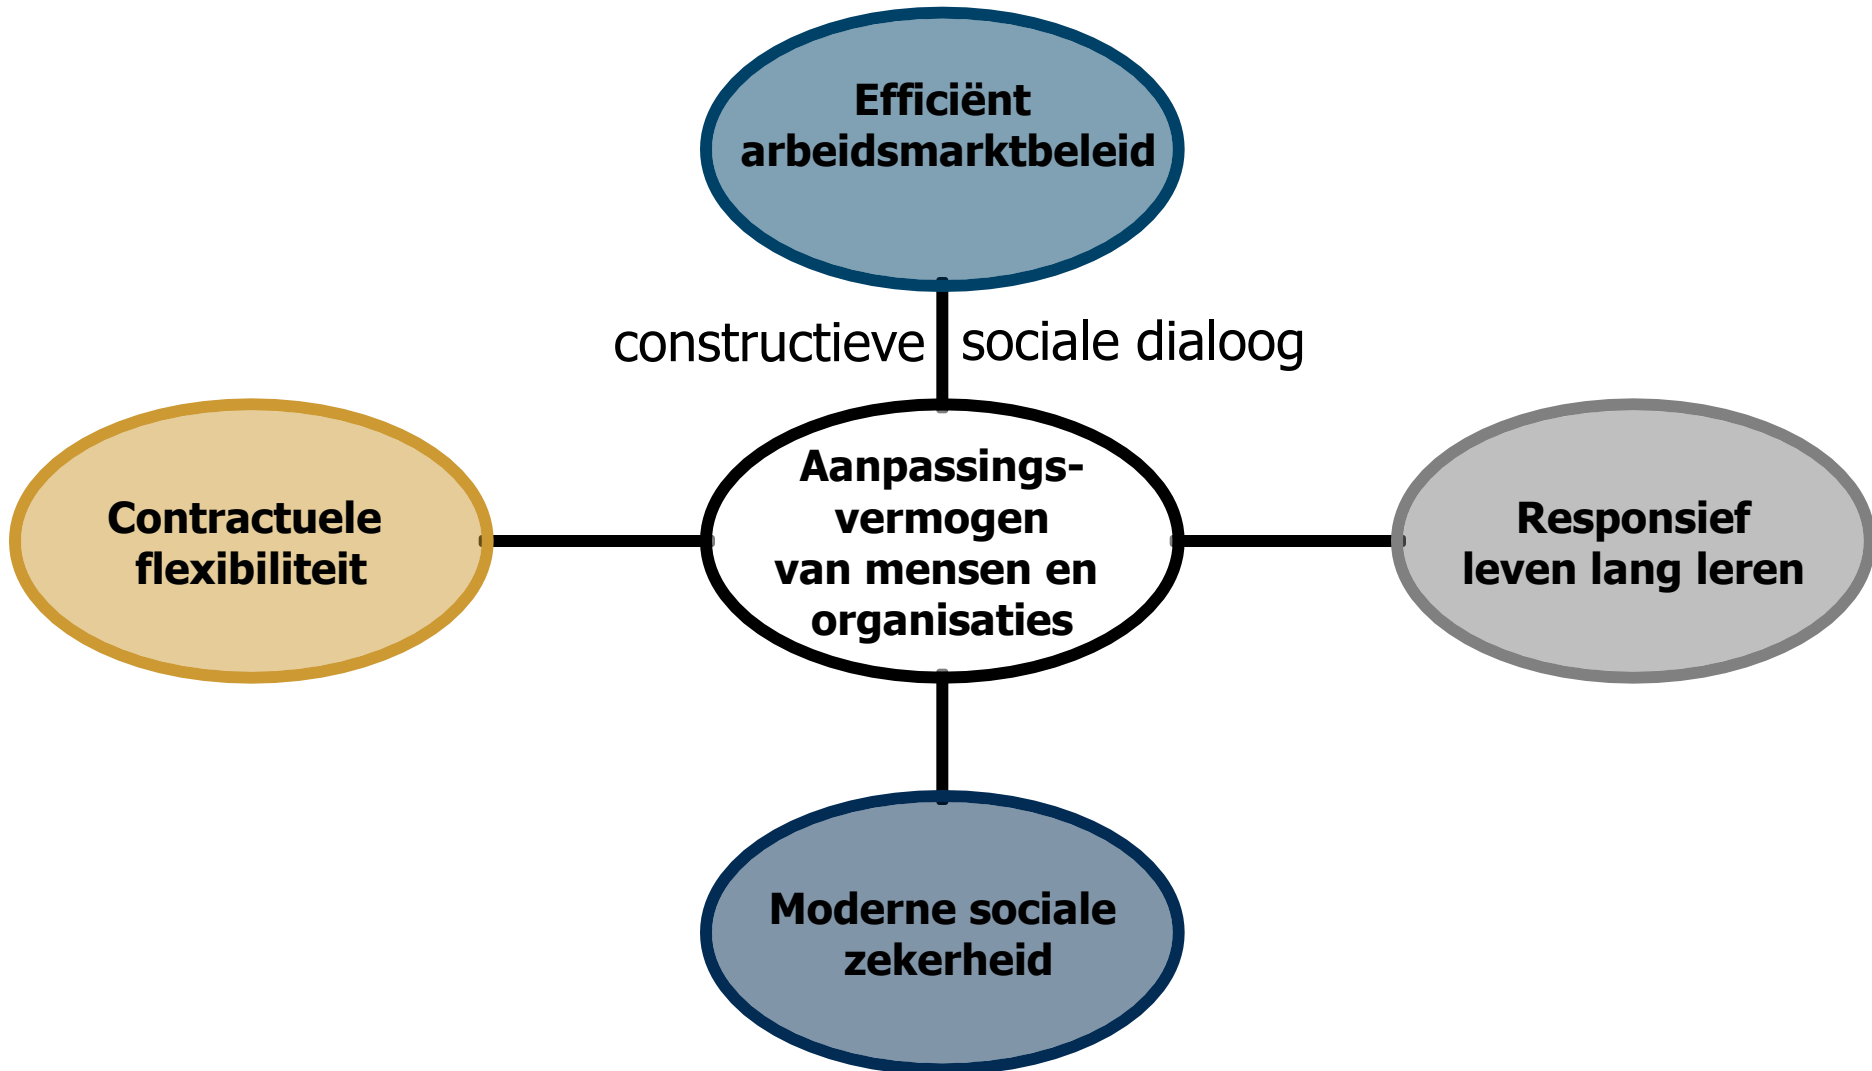 Efficiënt
arbeidsmarktbeleid
constructieve sociale dialoog
Contractuele
flexibiliteit
Aanpassings-
vermogen
van mensen en
organisaties
Responsief
leven lang leren
Moderne sociale
zekerheid